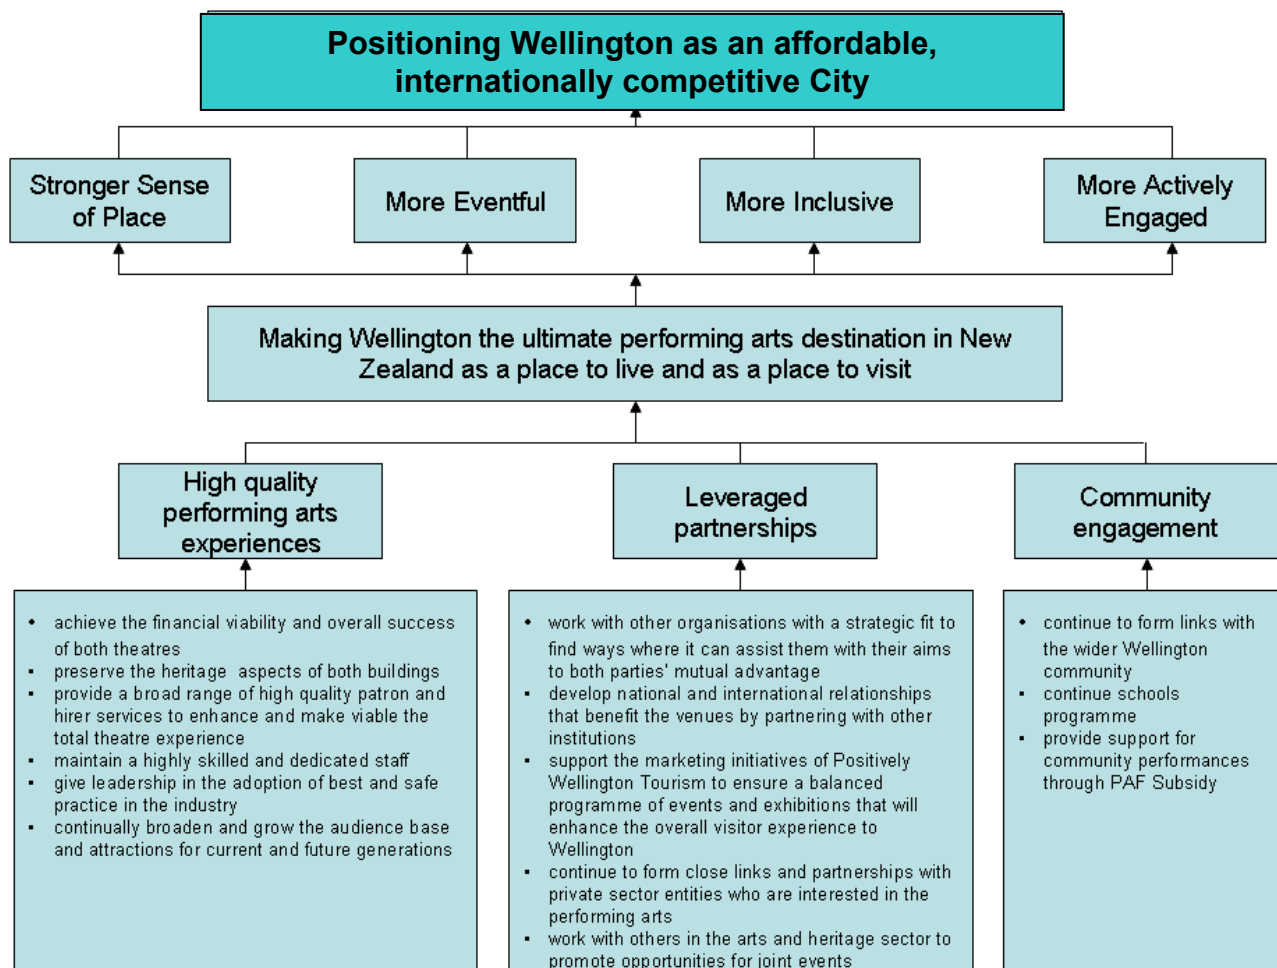 Positioning Wellington as an affordable,
internationally competitive City
Stronger Sense
of Place
More Eventful
More Inclusive
More Actively
Engaged
Making Wellington the ultimate performing arts destination in New
Zealand as a place to live and as a place to visit
High quality
performing arts
experiences
Leveraged
partnerships
Community
engagement
• achieve the financial viability and overall success
of both theatres
▪ preserve the heritage aspects of both buildings
▪ provide a broad range of high quality patron and
hirer services to enhance and make viable the
total theatre experience
▪ maintain a highly skilled and dedicated staff
▪ give leadership in the adoption of best and safe
practice in the industry
▪ continually broaden and grow the audience base
and attractions for current and future generations
• work with other organisations with a strategic fit to
find ways where it can assist them with their aims
to both parties' mutual advantage
▪ develop national and international relationships
that benefit the venues by partnering with other
institutions
▪ support the marketing initiatives of Positively
Wellington Tourism to ensure a balanced
programme of events and exhibitions that will
enhance the overall visitor experience to
Wellington
▪ continue to form close links and partnerships with
private sector entities who are interested in the
performing arts
▪ work with others in the arts and heritage sector to
promote opportunities for joint events
• continue to form links with
the wider Wellington
community
▪ continue schools
programme
▪ provide support for
community performances
through PAF Subsidy